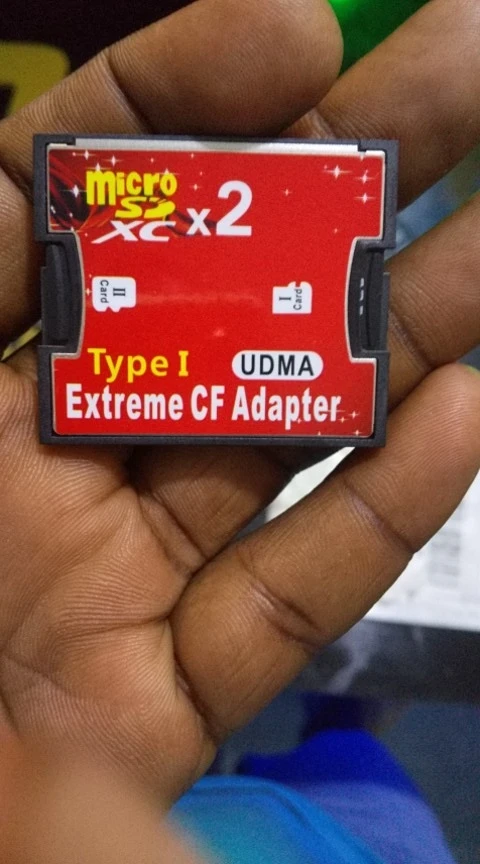 micro
SD
XC x2
II
Card
I
Card
Type I UDMA
Extreme CF Adapter